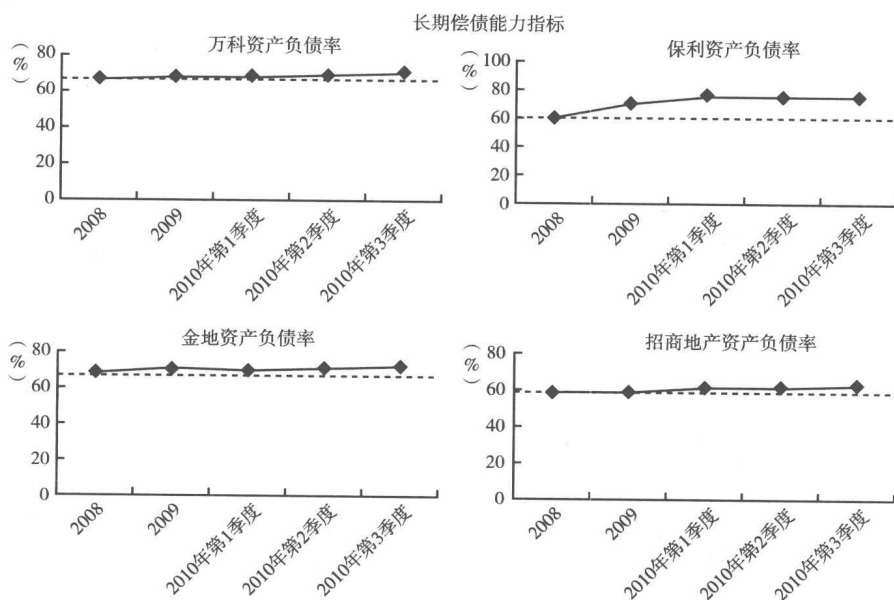 长期偿债能力指标
万科资产负债率
(%)
80
60
40
20
0
2008
2009
2010年第1季度
2010年第2季度
2010年第3季度
保利资产负债率
(%)
100
80
60
40
20
0
2008
2009
2010年第1季度
2010年第2季度
2010年第3季度
金地资产负债率
(%)
80
60
40
20
0
2008
2009
2010年第1季度
2010年第2季度
2010年第3季度
招商地产资产负债率
(%)
80
60
40
20
0
2008
2009
2010年第1季度
2010年第2季度
2010年第3季度